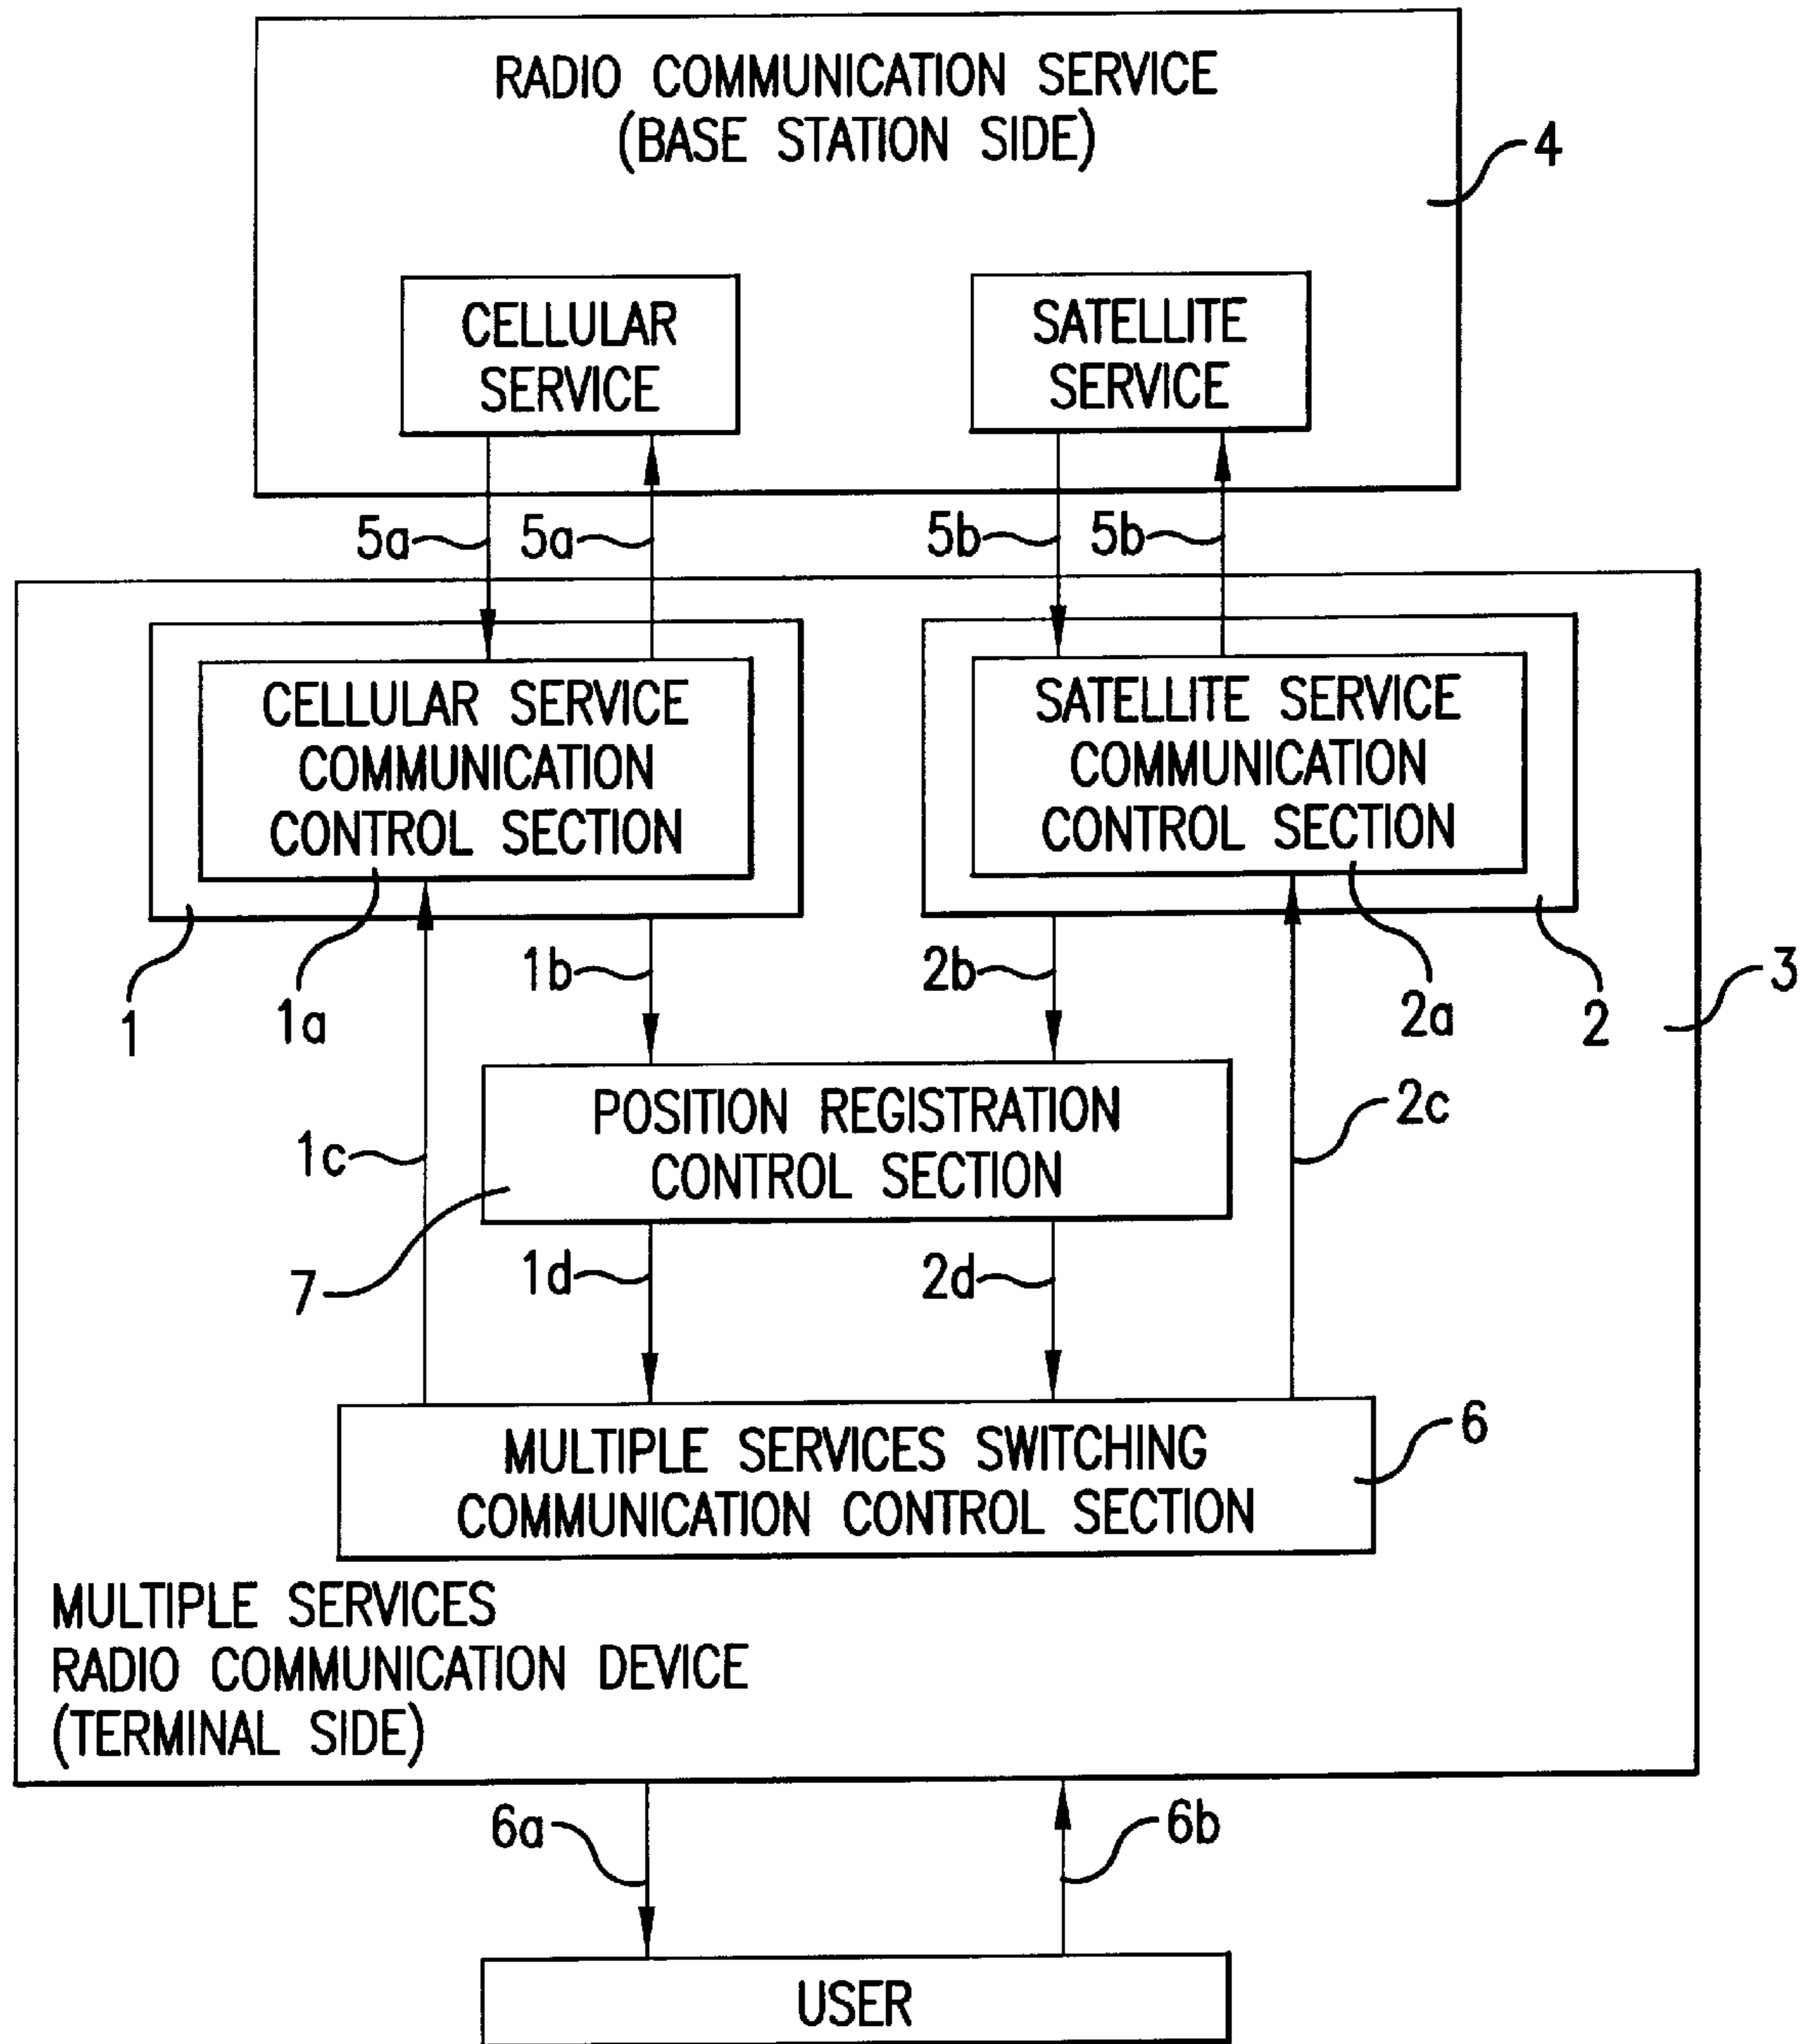 RADIO COMMUNICATION SERVICE
(BASE STATION SIDE)
4
CELLULAR
SERVICE
SATELLITE
SERVICE
5a
5a
5b
5b
CELLULAR SERVICE
COMMUNICATION
CONTROL SECTION
SATELLITE SERVICE
COMMUNICATION
CONTROL SECTION
1
1a
1b
2b
2a
2
3
POSITION REGISTRATION
CONTROL SECTION
1c
2c
7
1d
2d
MULTIPLE SERVICES SWITCHING
COMMUNICATION CONTROL SECTION
6
MULTIPLE SERVICES
RADIO COMMUNICATION DEVICE
(TERMINAL SIDE)
6a
6b
USER